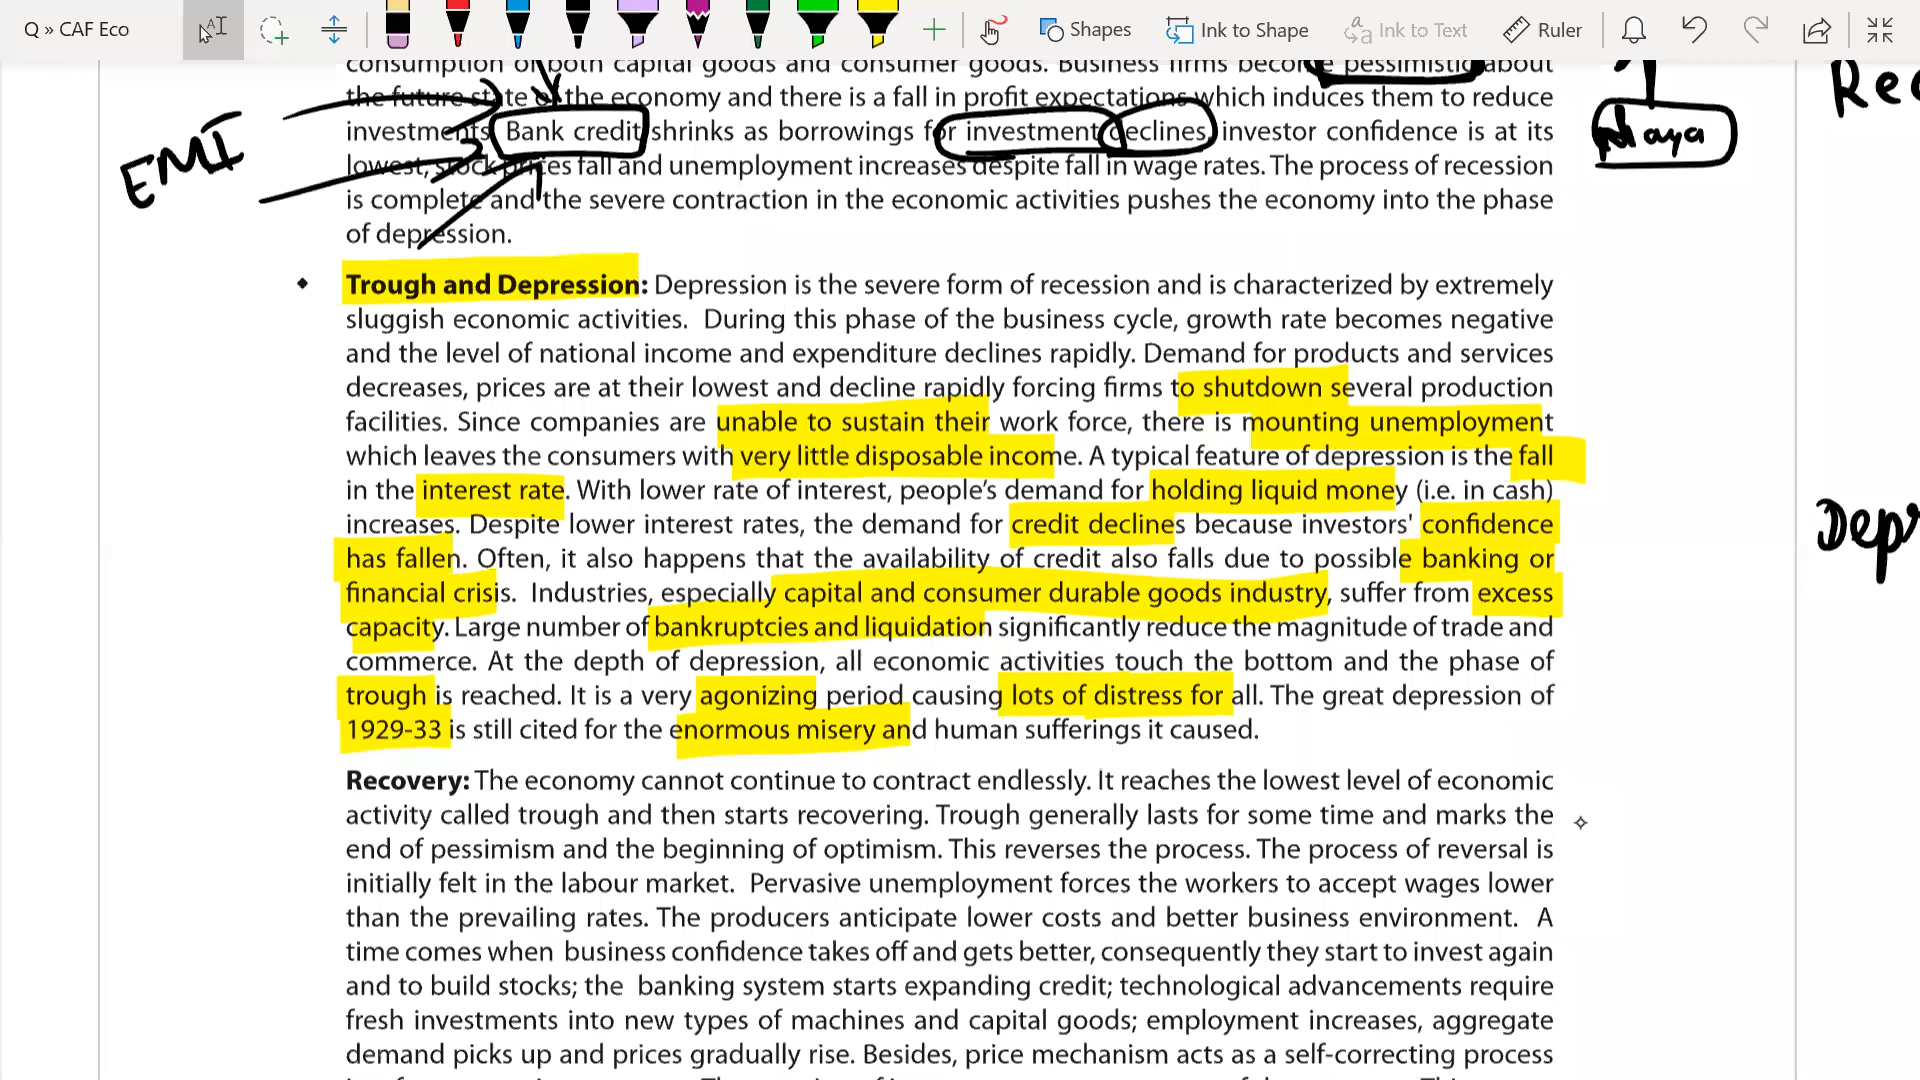 Q » CAF Eco
Shapes
Ink to Shape
Ink to Text
Ruler
consumption of both capital goods and consumer goods. Business firms become pessimistic about
the future state of the economy and there is a fall in profit expectations which induces them to reduce
investments. Bank credit shrinks as borrowings for investment declines, investor confidence is at its
lowest, stock prices fall and unemployment increases despite fall in wage rates. The process of recession
is complete and the severe contraction in the economic activities pushes the economy into the phase
of depression.
EMI
Rec
◆ Trough and Depression: Depression is the severe form of recession and is characterized by extremely
sluggish economic activities. During this phase of the business cycle, growth rate becomes negative
and the level of national income and expenditure declines rapidly. Demand for products and services
decreases, prices are at their lowest and decline rapidly forcing firms to shutdown several production
facilities. Since companies are unable to sustain their work force, there is mounting unemployment
which leaves the consumers with very little disposable income. A typical feature of depression is the fall
in the interest rate. With lower rate of interest, people's demand for holding liquid money (i.e. in cash)
increases. Despite lower interest rates, the demand for credit declines because investors' confidence
has fallen. Often, it also happens that the availability of credit also falls due to possible banking or
financial crisis. Industries, especially capital and consumer durable goods industry, suffer from excess
capacity. Large number of bankruptcies and liquidation significantly reduce the magnitude of trade and
commerce. At the depth of depression, all economic activities touch the bottom and the phase of
trough is reached. It is a very agonizing period causing lots of distress for all. The great depression of
1929-33 is still cited for the enormous misery and human sufferings it caused.
Depr
Recovery: The economy cannot continue to contract endlessly. It reaches the lowest level of economic
activity called trough and then starts recovering. Trough generally lasts for some time and marks the
end of pessimism and the beginning of optimism. This reverses the process. The process of reversal is
initially felt in the labour market. Pervasive unemployment forces the workers to accept wages lower
than the prevailing rates. The producers anticipate lower costs and better business environment. A
time comes when business confidence takes off and gets better, consequently they start to invest again
and to build stocks; the banking system starts expanding credit; technological advancements require
fresh investments into new types of machines and capital goods; employment increases, aggregate
demand picks up and prices gradually rise. Besides, price mechanism acts as a self-correcting process